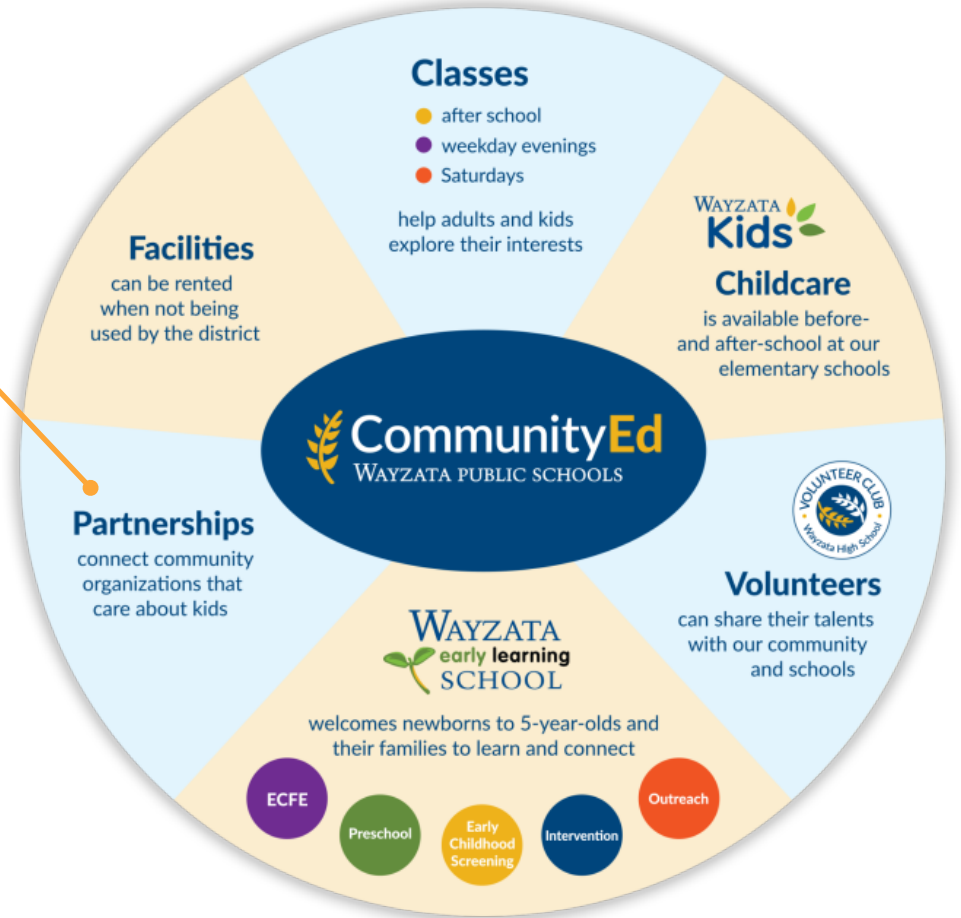 Classes
after school
weekday evenings
Saturdays
help adults and kids
explore their interests
WAYZATA
Kids
Childcare
is available before-
and after-school at our
elementary schools
Facilities
can be rented
when not being
used by the district
CommunityEd
WAYZATA PUBLIC SCHOOLS
VOLUNTEER CLUB
Wayzata High School
Volunteers
can share their talents
with our community
and schools
Partnerships
connect community
organizations that
care about kids
WAYZATA
early learning
SCHOOL
welcomes newborns to 5-year-olds and
their families to learn and connect
ECFE
Preschool
Early
Childhood
Screening
Intervention
Outreach